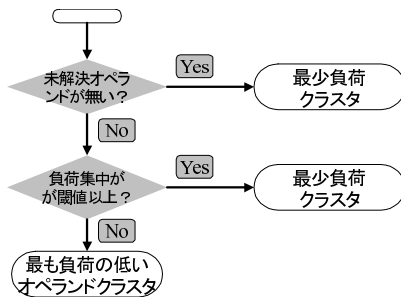 未解決オペラ
ンドが無い？
Yes
最少負荷
クラスタ
No
負荷集中が
が閾値以上？
Yes
最少負荷
クラスタ
No
最も負荷の低い
オペランドクラスタ